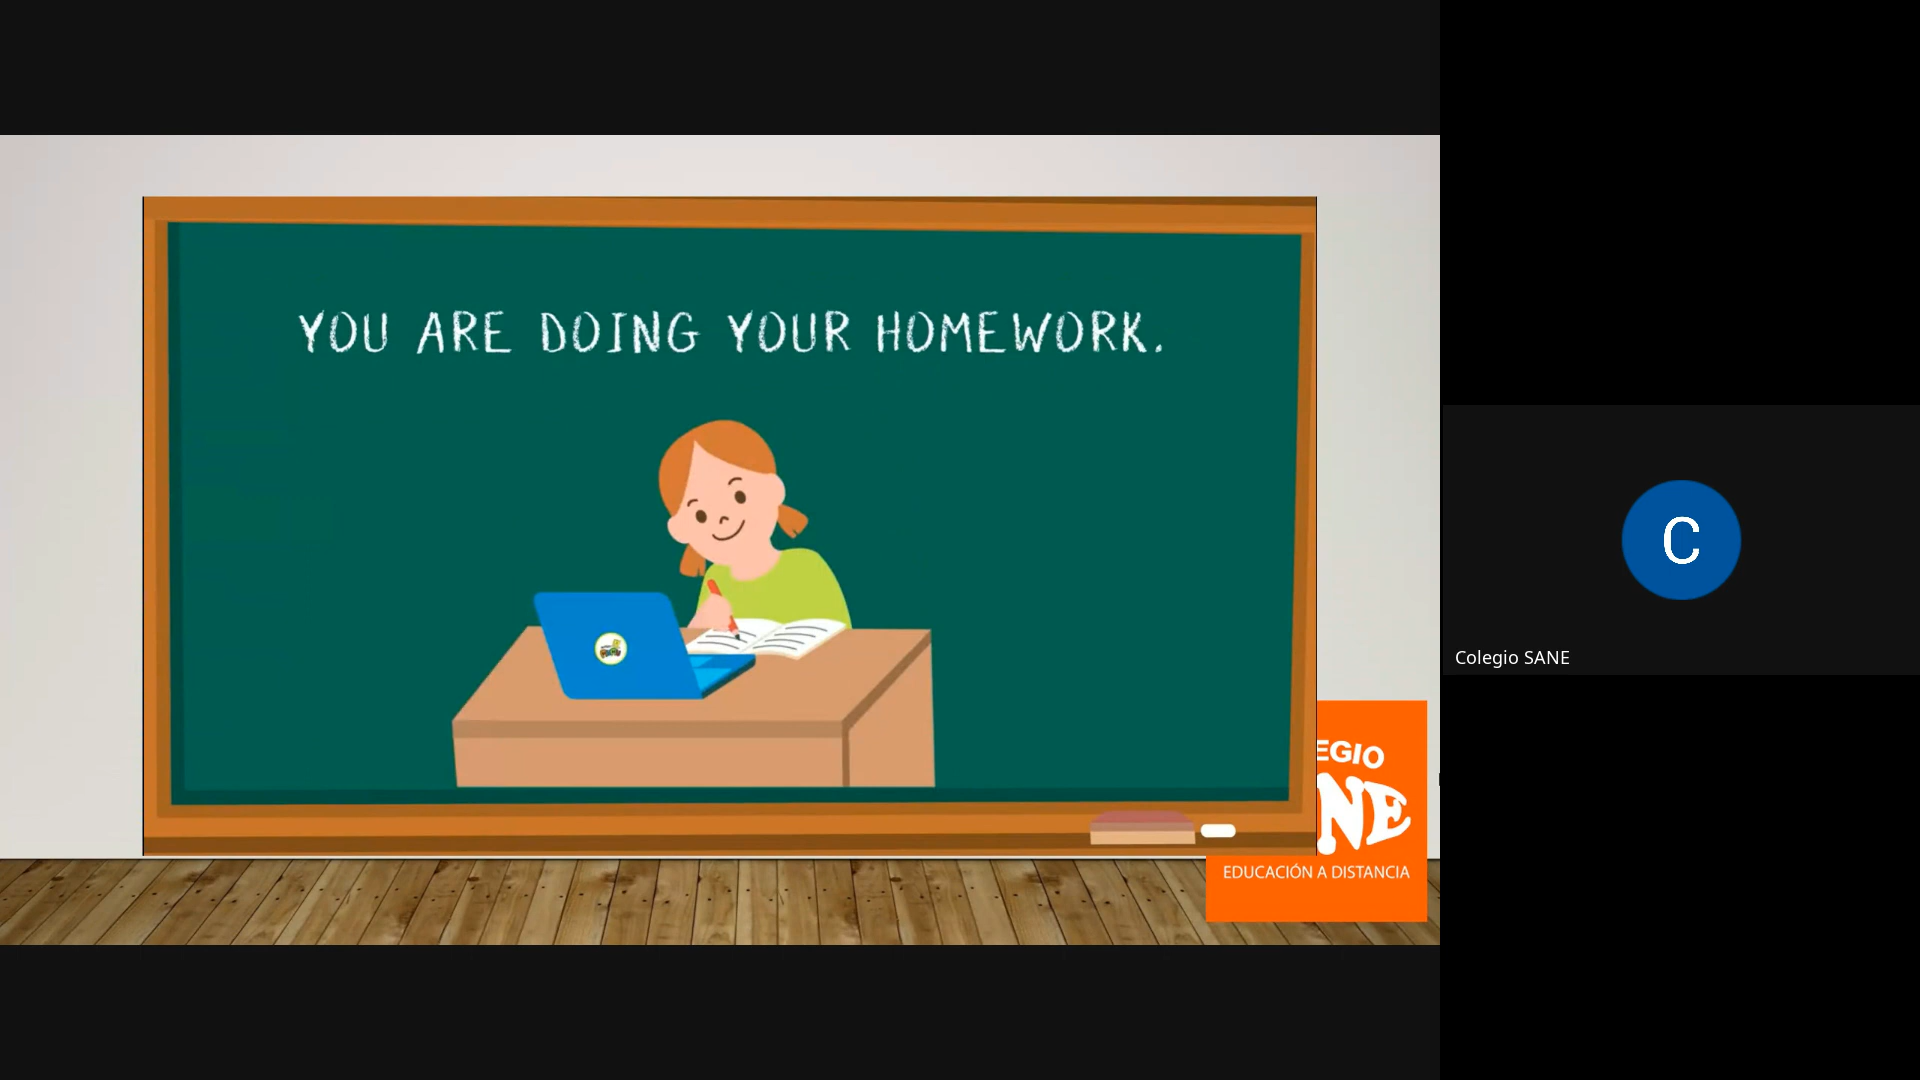 YOU ARE DOING YOUR HOMEWORK.
C
Colegio SANE
EGIO
NE
EDUCACIÓN A DISTANCIA